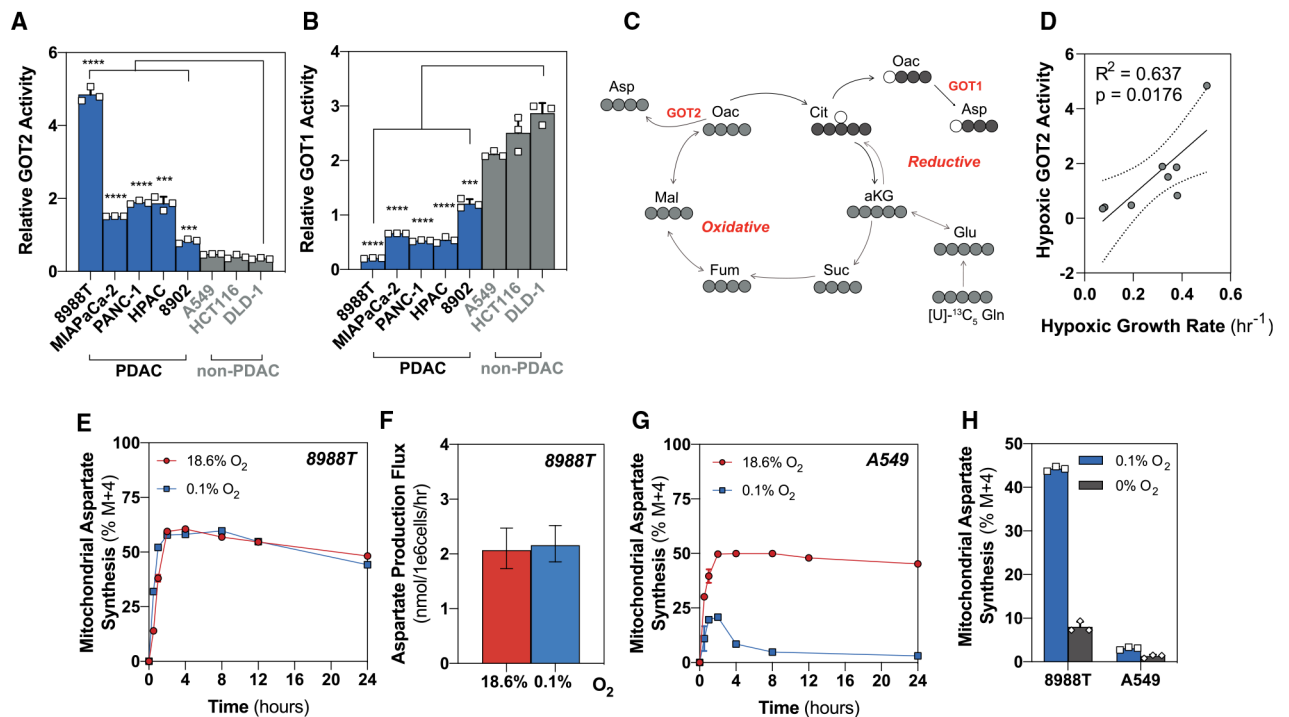 A
Relative GOT2 Activity
6
4
2
0
****
****
****
***
***
8988T
MIAPaCa-2
PANC-1
HPAC
8902
A549
HCT116
DLD-1
PDAC
non-PDAC
B
Relative GOT1 Activity
4
3
2
1
0
****
****
****
****
***
8988T
MIAPaCa-2
PANC-1
HPAC
8902
A549
HCT116
DLD-1
PDAC
non-PDAC
C
Asp
GOT2
Oac
Cit
Oac
GOT1
Asp
Reductive
Mal
Oxidative
aKG
Glu
Fum
Suc
[U]-¹³C₅ Gln
D
Hypoxic GOT2 Activity
6
4
2
0
-2
R² = 0.637
p = 0.0176
0.0 0.2 0.4 0.6
Hypoxic Growth Rate (hr⁻¹)
E
Mitochondrial Aspartate
Synthesis (% M+4)
100
75
50
25
0
18.6% O₂
0.1% O₂
8988T
0 4 8 12 16 20 24
Time (hours)
F
Aspartate Production Flux
(nmol/1e6cells/hr)
4
3
2
1
0
8988T
18.6% 0.1% O₂
G
Mitochondrial Aspartate
Synthesis (% M+4)
100
75
50
25
0
18.6% O₂
0.1% O₂
A549
0 4 8 12 16 20 24
Time (hours)
H
Mitochondrial Aspartate
Synthesis (% M+4)
50
40
30
20
10
0
0.1% O₂
0% O₂
8988T A549